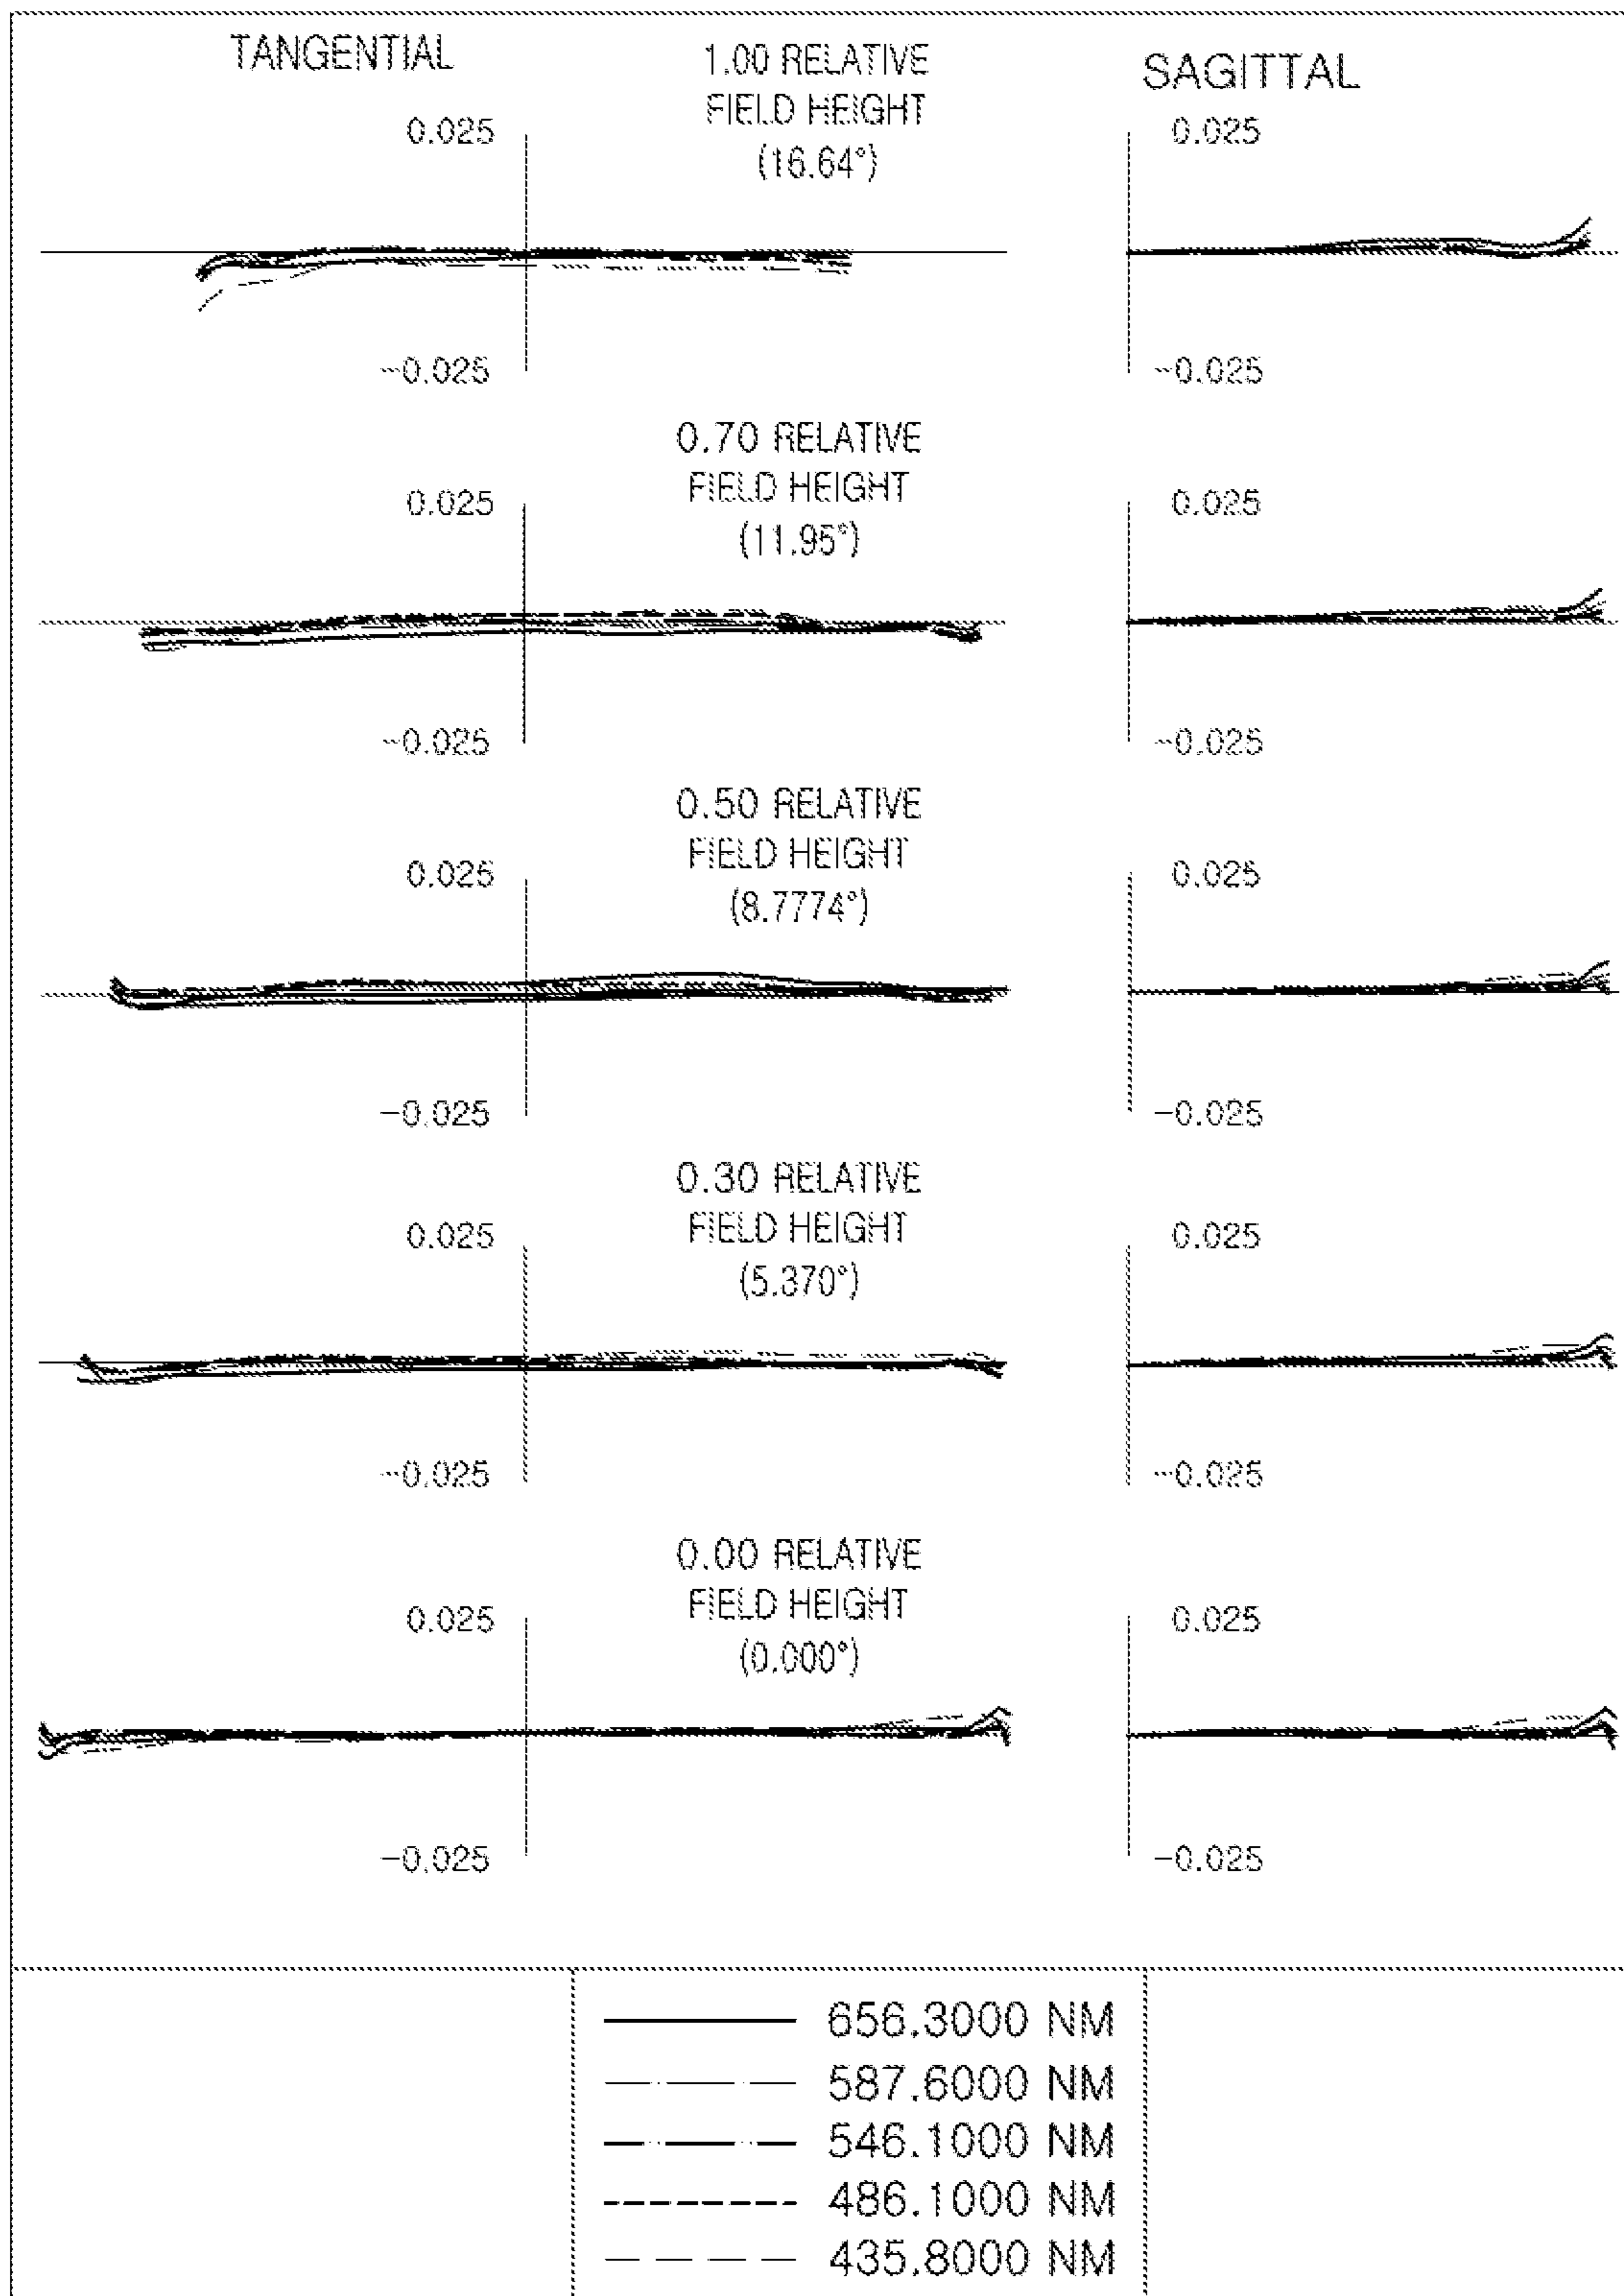 TANGENTIAL
1.00 RELATIVE
FIELD HEIGHT
(16.64°)
SAGITTAL
0.025
0.025
-0.025
-0.025
0.70 RELATIVE
FIELD HEIGHT
(11.95°)
0.025
0.025
-0.025
-0.025
0.50 RELATIVE
FIELD HEIGHT
(8.7774°)
0.025
0.025
-0.025
-0.025
0.30 RELATIVE
FIELD HEIGHT
(5.370°)
0.025
0.025
-0.025
-0.025
0.00 RELATIVE
FIELD HEIGHT
(0.000°)
0.025
0.025
-0.025
-0.025
656.3000 NM
587.6000 NM
546.1000 NM
486.1000 NM
435.8000 NM